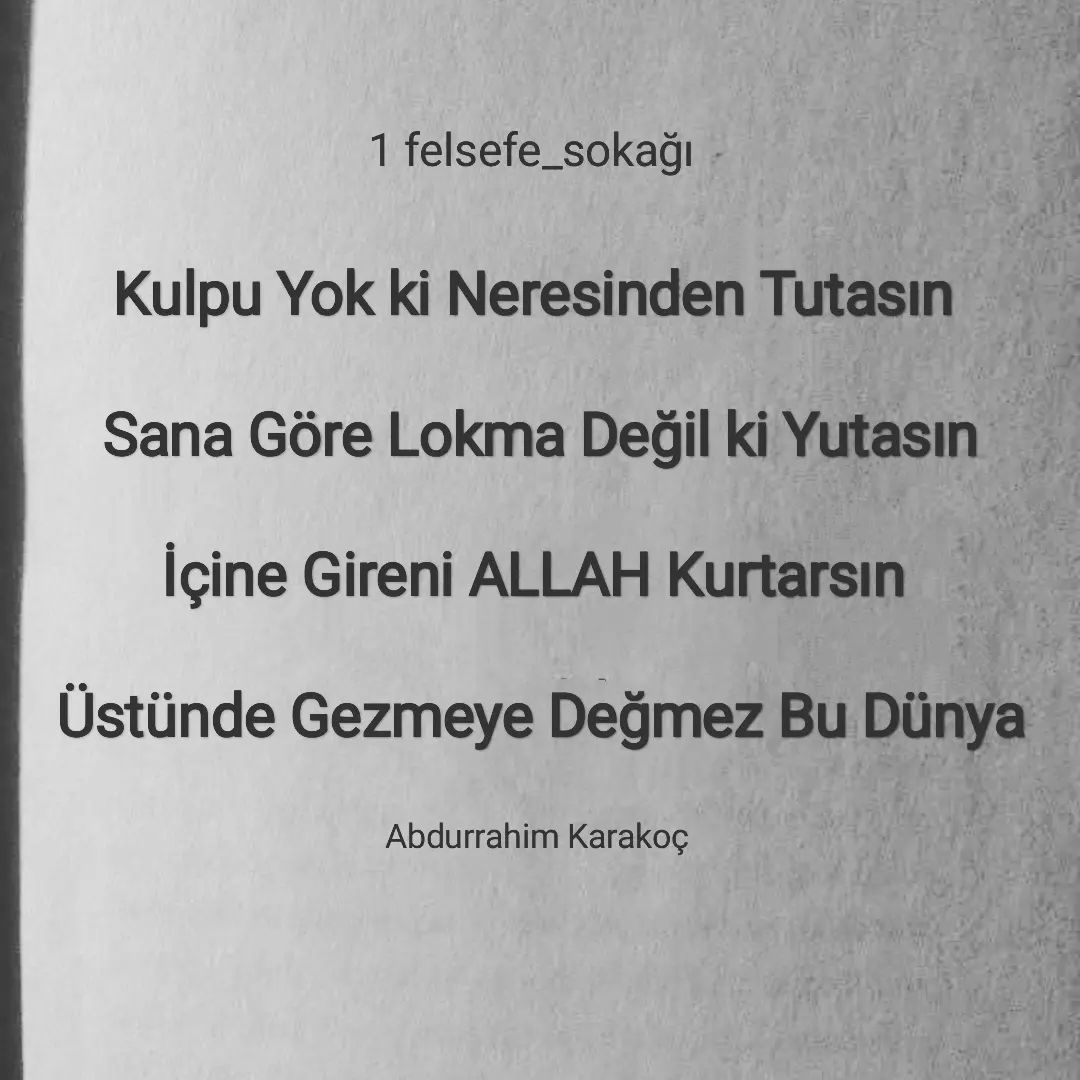 1 felsefe_sokağı
Kulpu Yok ki Neresinden Tutasın
Sana Göre Lokma Değil ki Yutasın
İçine Gireni ALLAH Kurtarsın
Üstünde Gezmeye Değmez Bu Dünya
Abdurrahim Karakoç